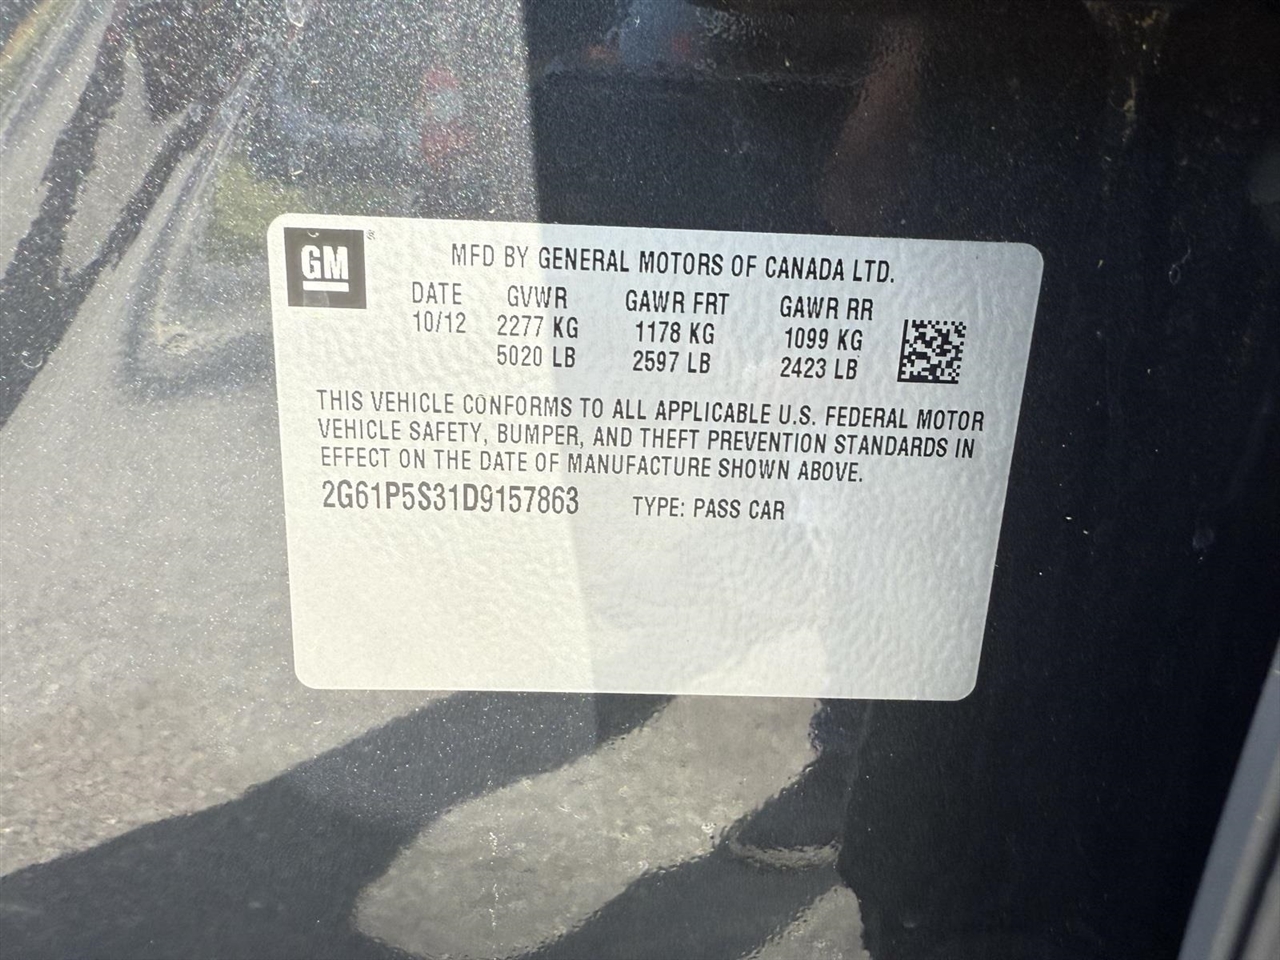 GM ®
MFD BY GENERAL MOTORS OF CANADA LTD.
DATE GVWR GAWR FRT GAWR RR
10/12 2277 KG 1178 KG 1099 KG
5020 LB 2597 LB 2423 LB
THIS VEHICLE CONFORMS TO ALL APPLICABLE U.S. FEDERAL MOTOR
VEHICLE SAFETY, BUMPER, AND THEFT PREVENTION STANDARDS IN
EFFECT ON THE DATE OF MANUFACTURE SHOWN ABOVE.
2G61P5S31D9157863 TYPE: PASS CAR